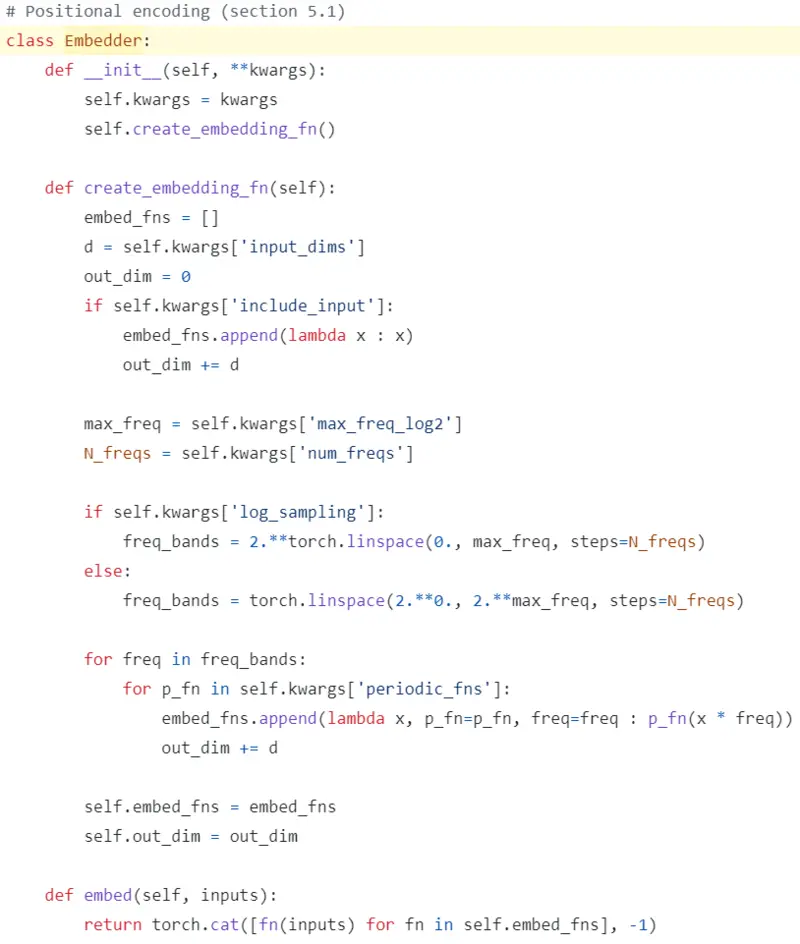 # Positional encoding (section 5.1)
class Embedder:
    def __init__(self, **kwargs):
        self.kwargs = kwargs
        self.create_embedding_fn()

    def create_embedding_fn(self):
        embed_fns = []
        d = self.kwargs['input_dims']
        out_dim = 0
        if self.kwargs['include_input']:
            embed_fns.append(lambda x : x)
            out_dim += d

        max_freq = self.kwargs['max_freq_log2']
        N_freqs = self.kwargs['num_freqs']

        if self.kwargs['log_sampling']:
            freq_bands = 2.**torch.linspace(0., max_freq, steps=N_freqs)
        else:
            freq_bands = torch.linspace(2.**0., 2.**max_freq, steps=N_freqs)

        for freq in freq_bands:
            for p_fn in self.kwargs['periodic_fns']:
                embed_fns.append(lambda x, p_fn=p_fn, freq=freq : p_fn(x * freq))
                out_dim += d

        self.embed_fns = embed_fns
        self.out_dim = out_dim

    def embed(self, inputs):
        return torch.cat([fn(inputs) for fn in self.embed_fns], -1)